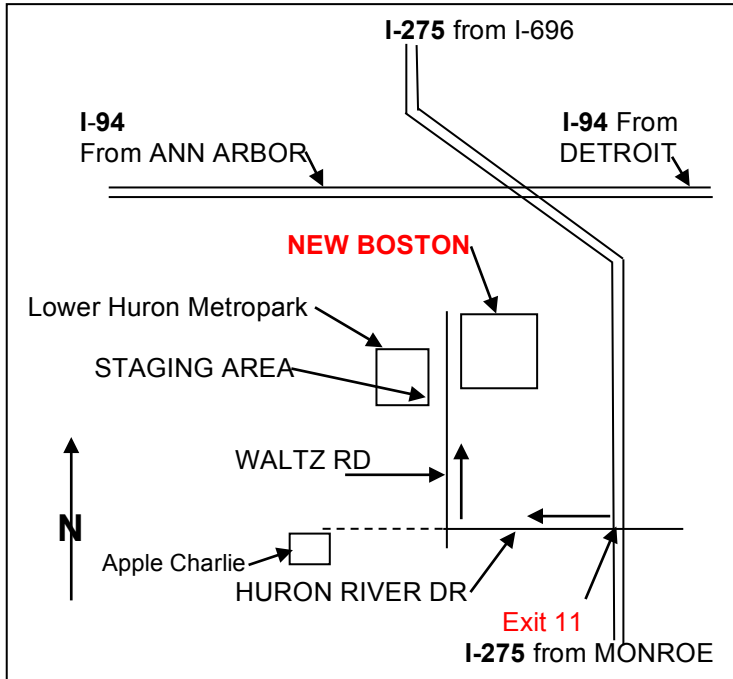 I-275 from I-696
I-94
From ANN ARBOR
I-94 From
DETROIT
NEW BOSTON
Lower Huron Metropark
STAGING AREA
WALTZ RD
N
Apple Charlie
HURON RIVER DR
Exit 11
I-275 from MONROE